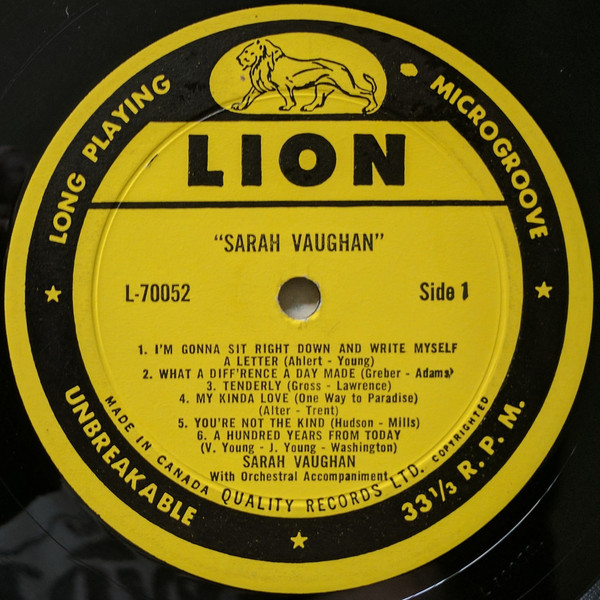 LONG PLAYING
MICROGROOVE
LION
"SARAH VAUGHAN"
L-70052
Side 1
1. I'M GONNA SIT RIGHT DOWN AND WRITE MYSELF
A LETTER (Ahlert - Young)
2. WHAT A DIFF'RENCE A DAY MADE (Greber - Adams)
3. TENDERLY (Gross - Lawrence)
4. MY KINDA LOVE (One Way to Paradise)
(Alter - Trent)
5. YOU'RE NOT THE KIND (Hudson - Mills)
6. A HUNDRED YEARS FROM TODAY
(V. Young - J. Young - Washington)
SARAH VAUGHAN
With Orchestral Accompaniment
MADE IN CANADA QUALITY RECORDS LTD. COPYRIGHTED
UNBREAKABLE
33 1/3 R.P.M.